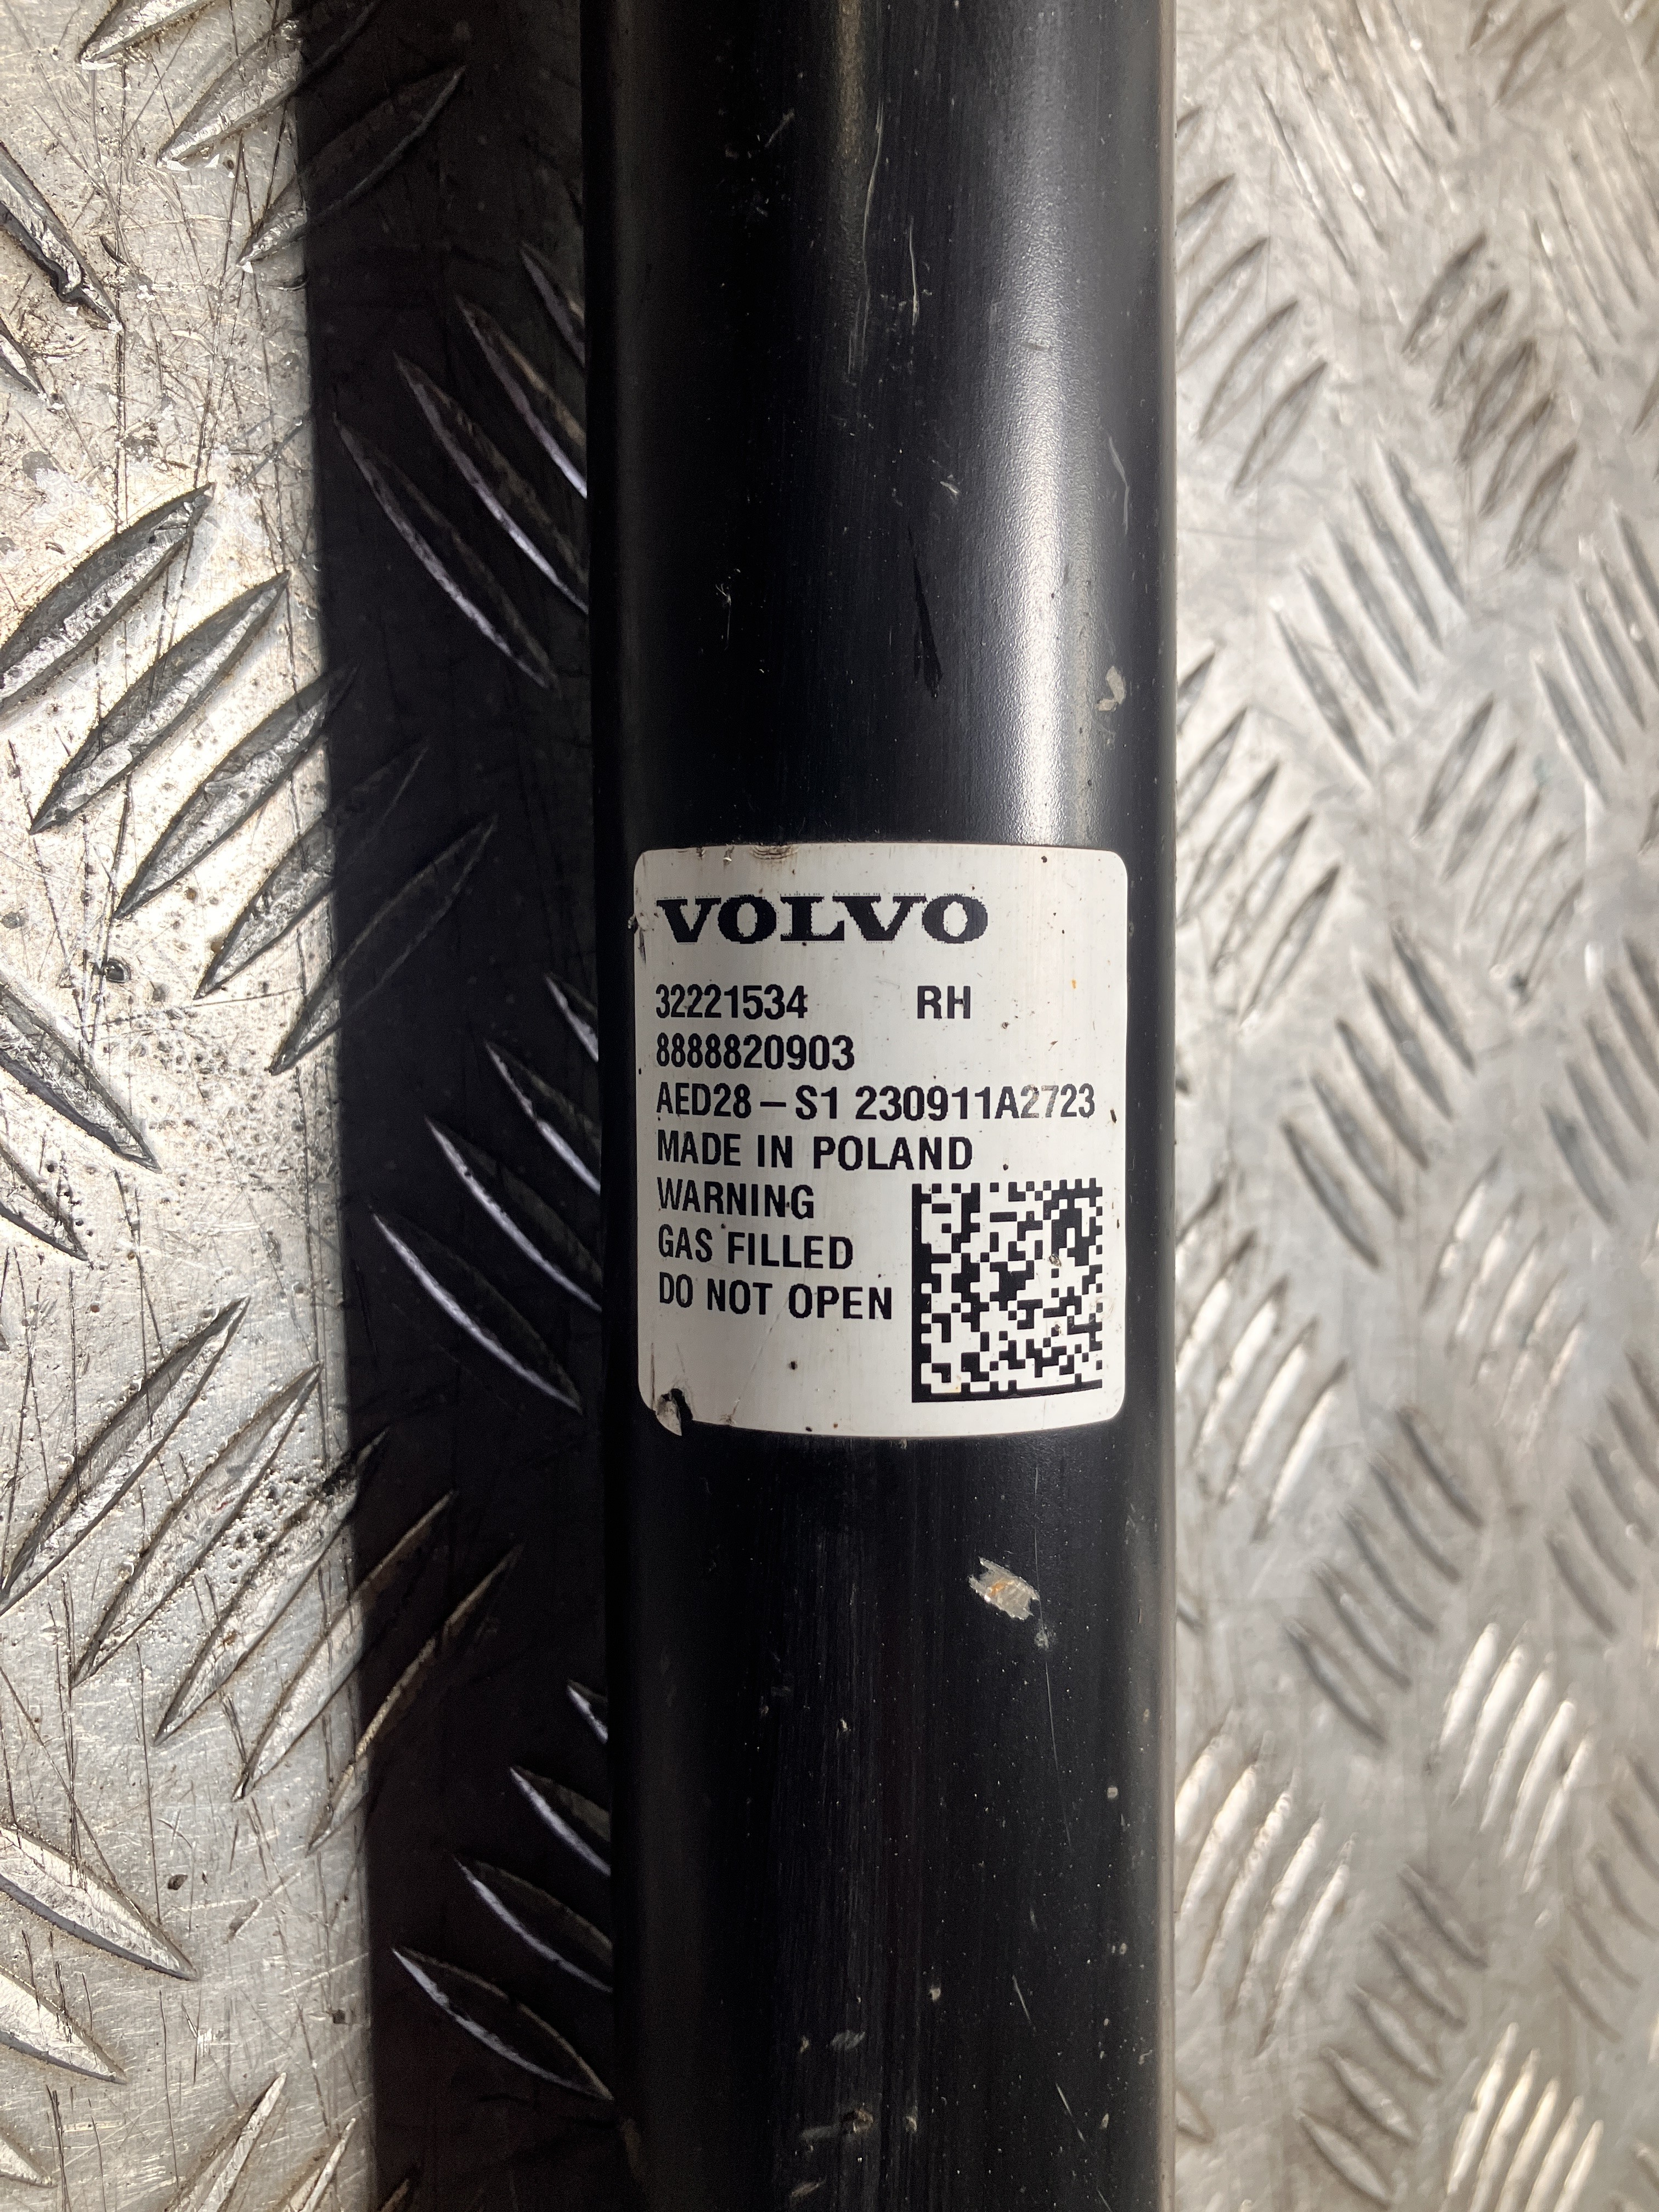 VOLVO
32221534 RH
8888820903
AED28-S1 230911A2723
MADE IN POLAND
WARNING
GAS FILLED
DO NOT OPEN